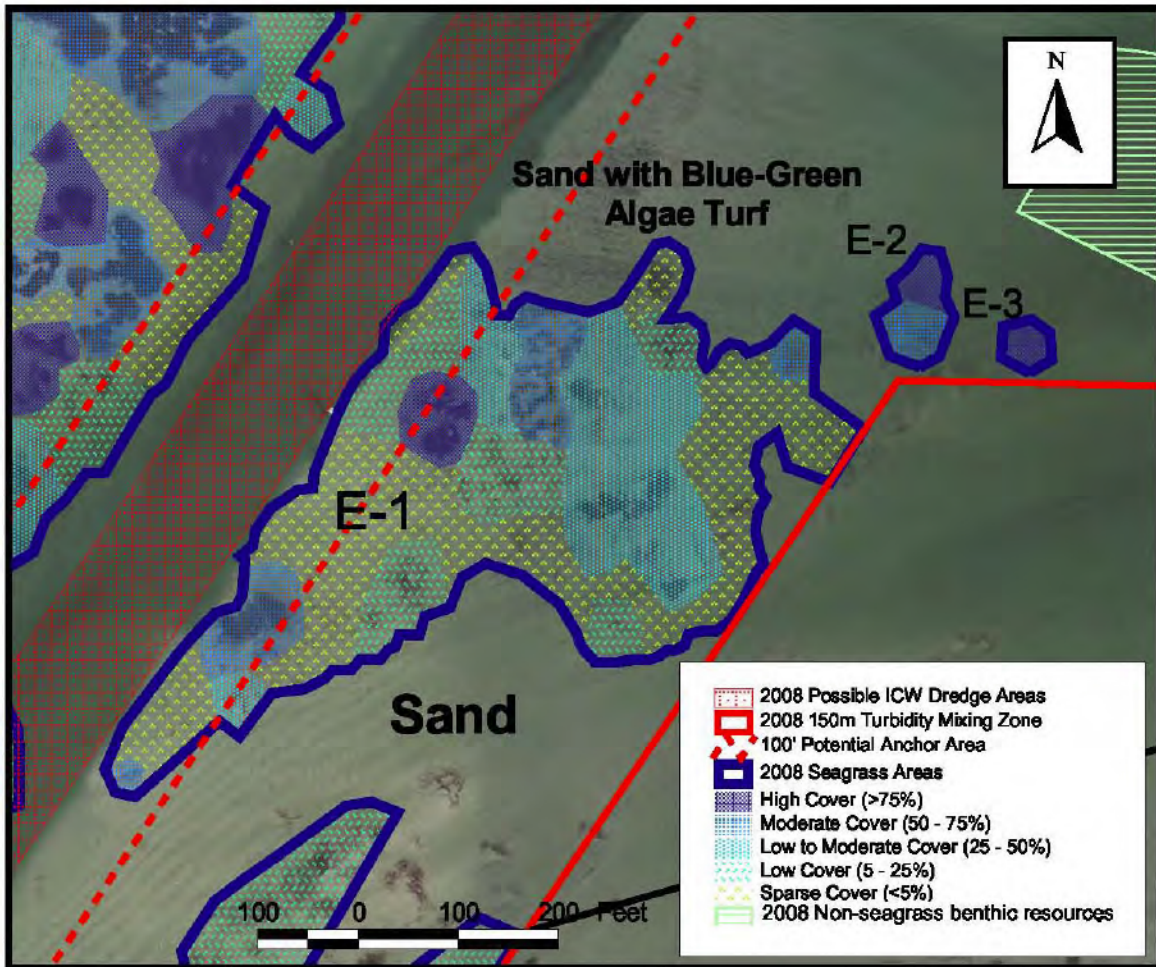 N
Sand with Blue-Green
Algae Turf
E-2
E-3
E-1
Sand
2008 Possible ICW Dredge Areas
2008 150m Turbidity Mixing Zone
100' Potential Anchor Area
2008 Seagrass Areas
High Cover (>75%)
Moderate Cover (50 - 75%)
Low to Moderate Cover (25 - 50%)
Low Cover (5 - 25%)
Sparse Cover (<5%)
2008 Non-seagrass benthic resources
100 0 100 200 Feet